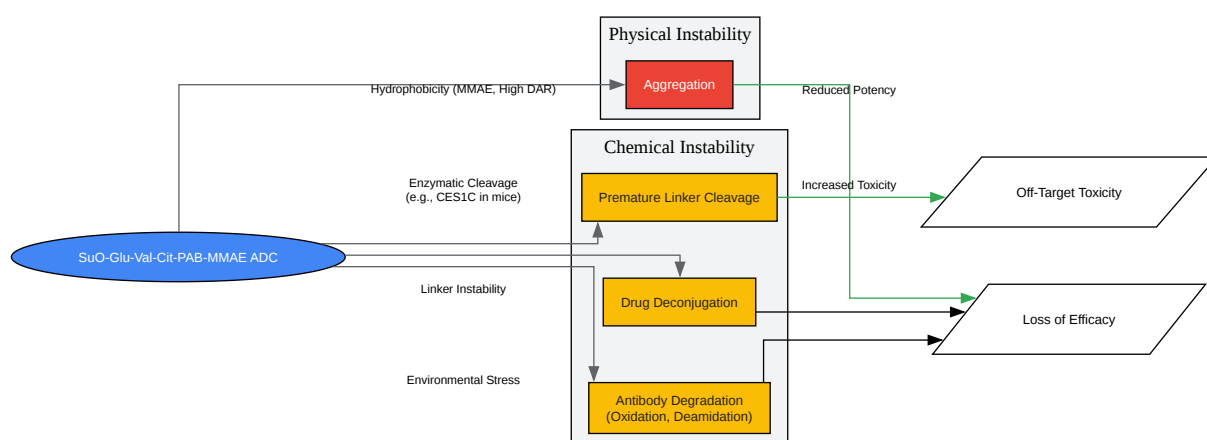 Physical Instability
Aggregation
Hydrophobicity (MMAE, High DAR)
Reduced Potency
Chemical Instability
Enzymatic Cleavage
(e.g., CES1C in mice)
Premature Linker Cleavage
Increased Toxicity
Off-Target Toxicity
SuO-Glu-Val-Cit-PAB-MMAE ADC
Linker Instability
Drug Deconjugation
Loss of Efficacy
Environmental Stress
Antibody Degradation
(Oxidation, Deamidation)